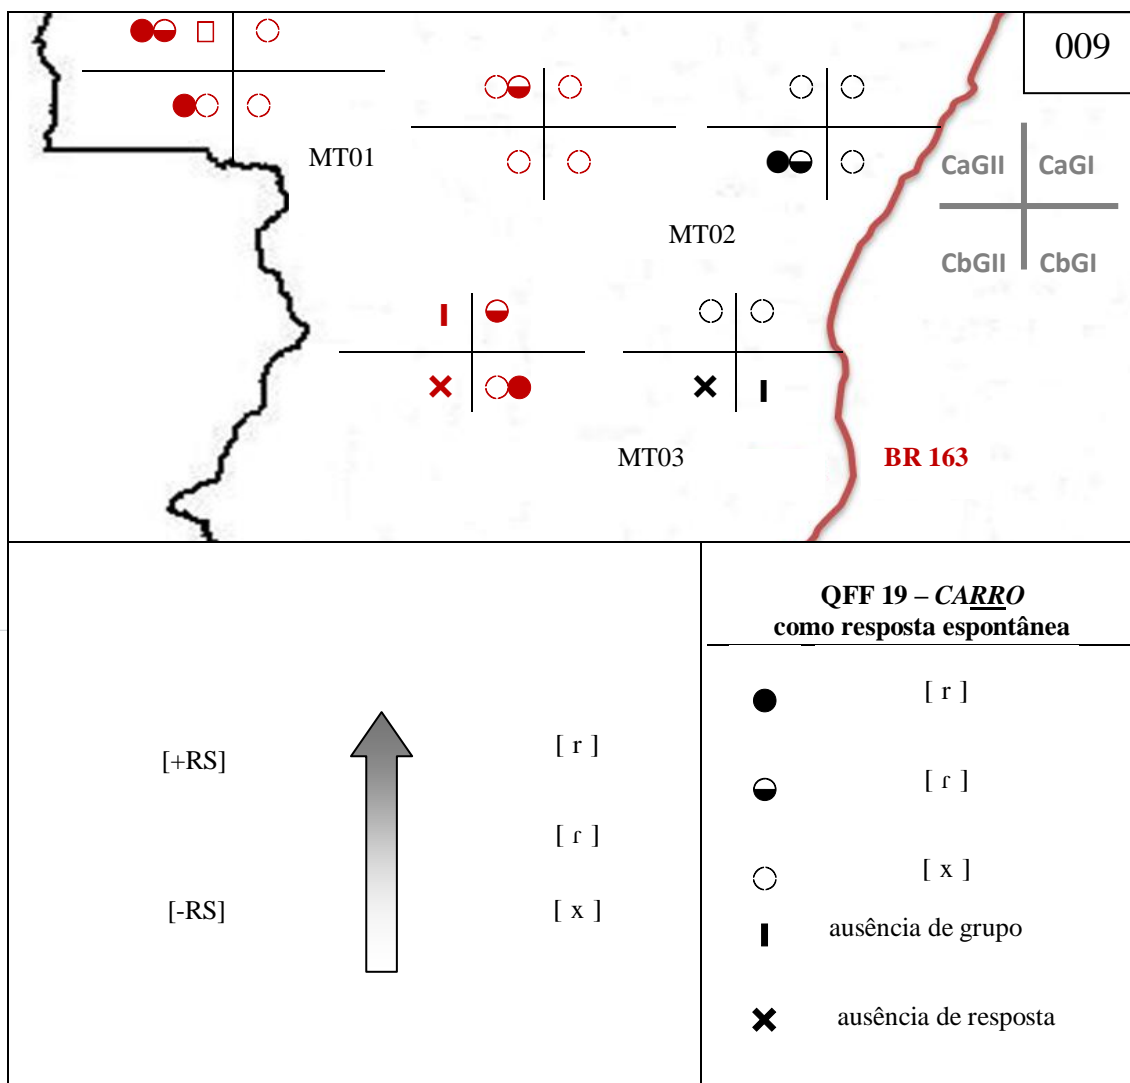 009
MT01
CaGII CaGI
MT02
CbGII CbGI
MT03
BR 163
QFF 19 – CARRO
como resposta espontânea
[ r ]
[+RS]
[ r ]
[ ɾ ]
[ ɾ ]
[ x ]
[-RS]
[ x ]
ausência de grupo
ausência de resposta